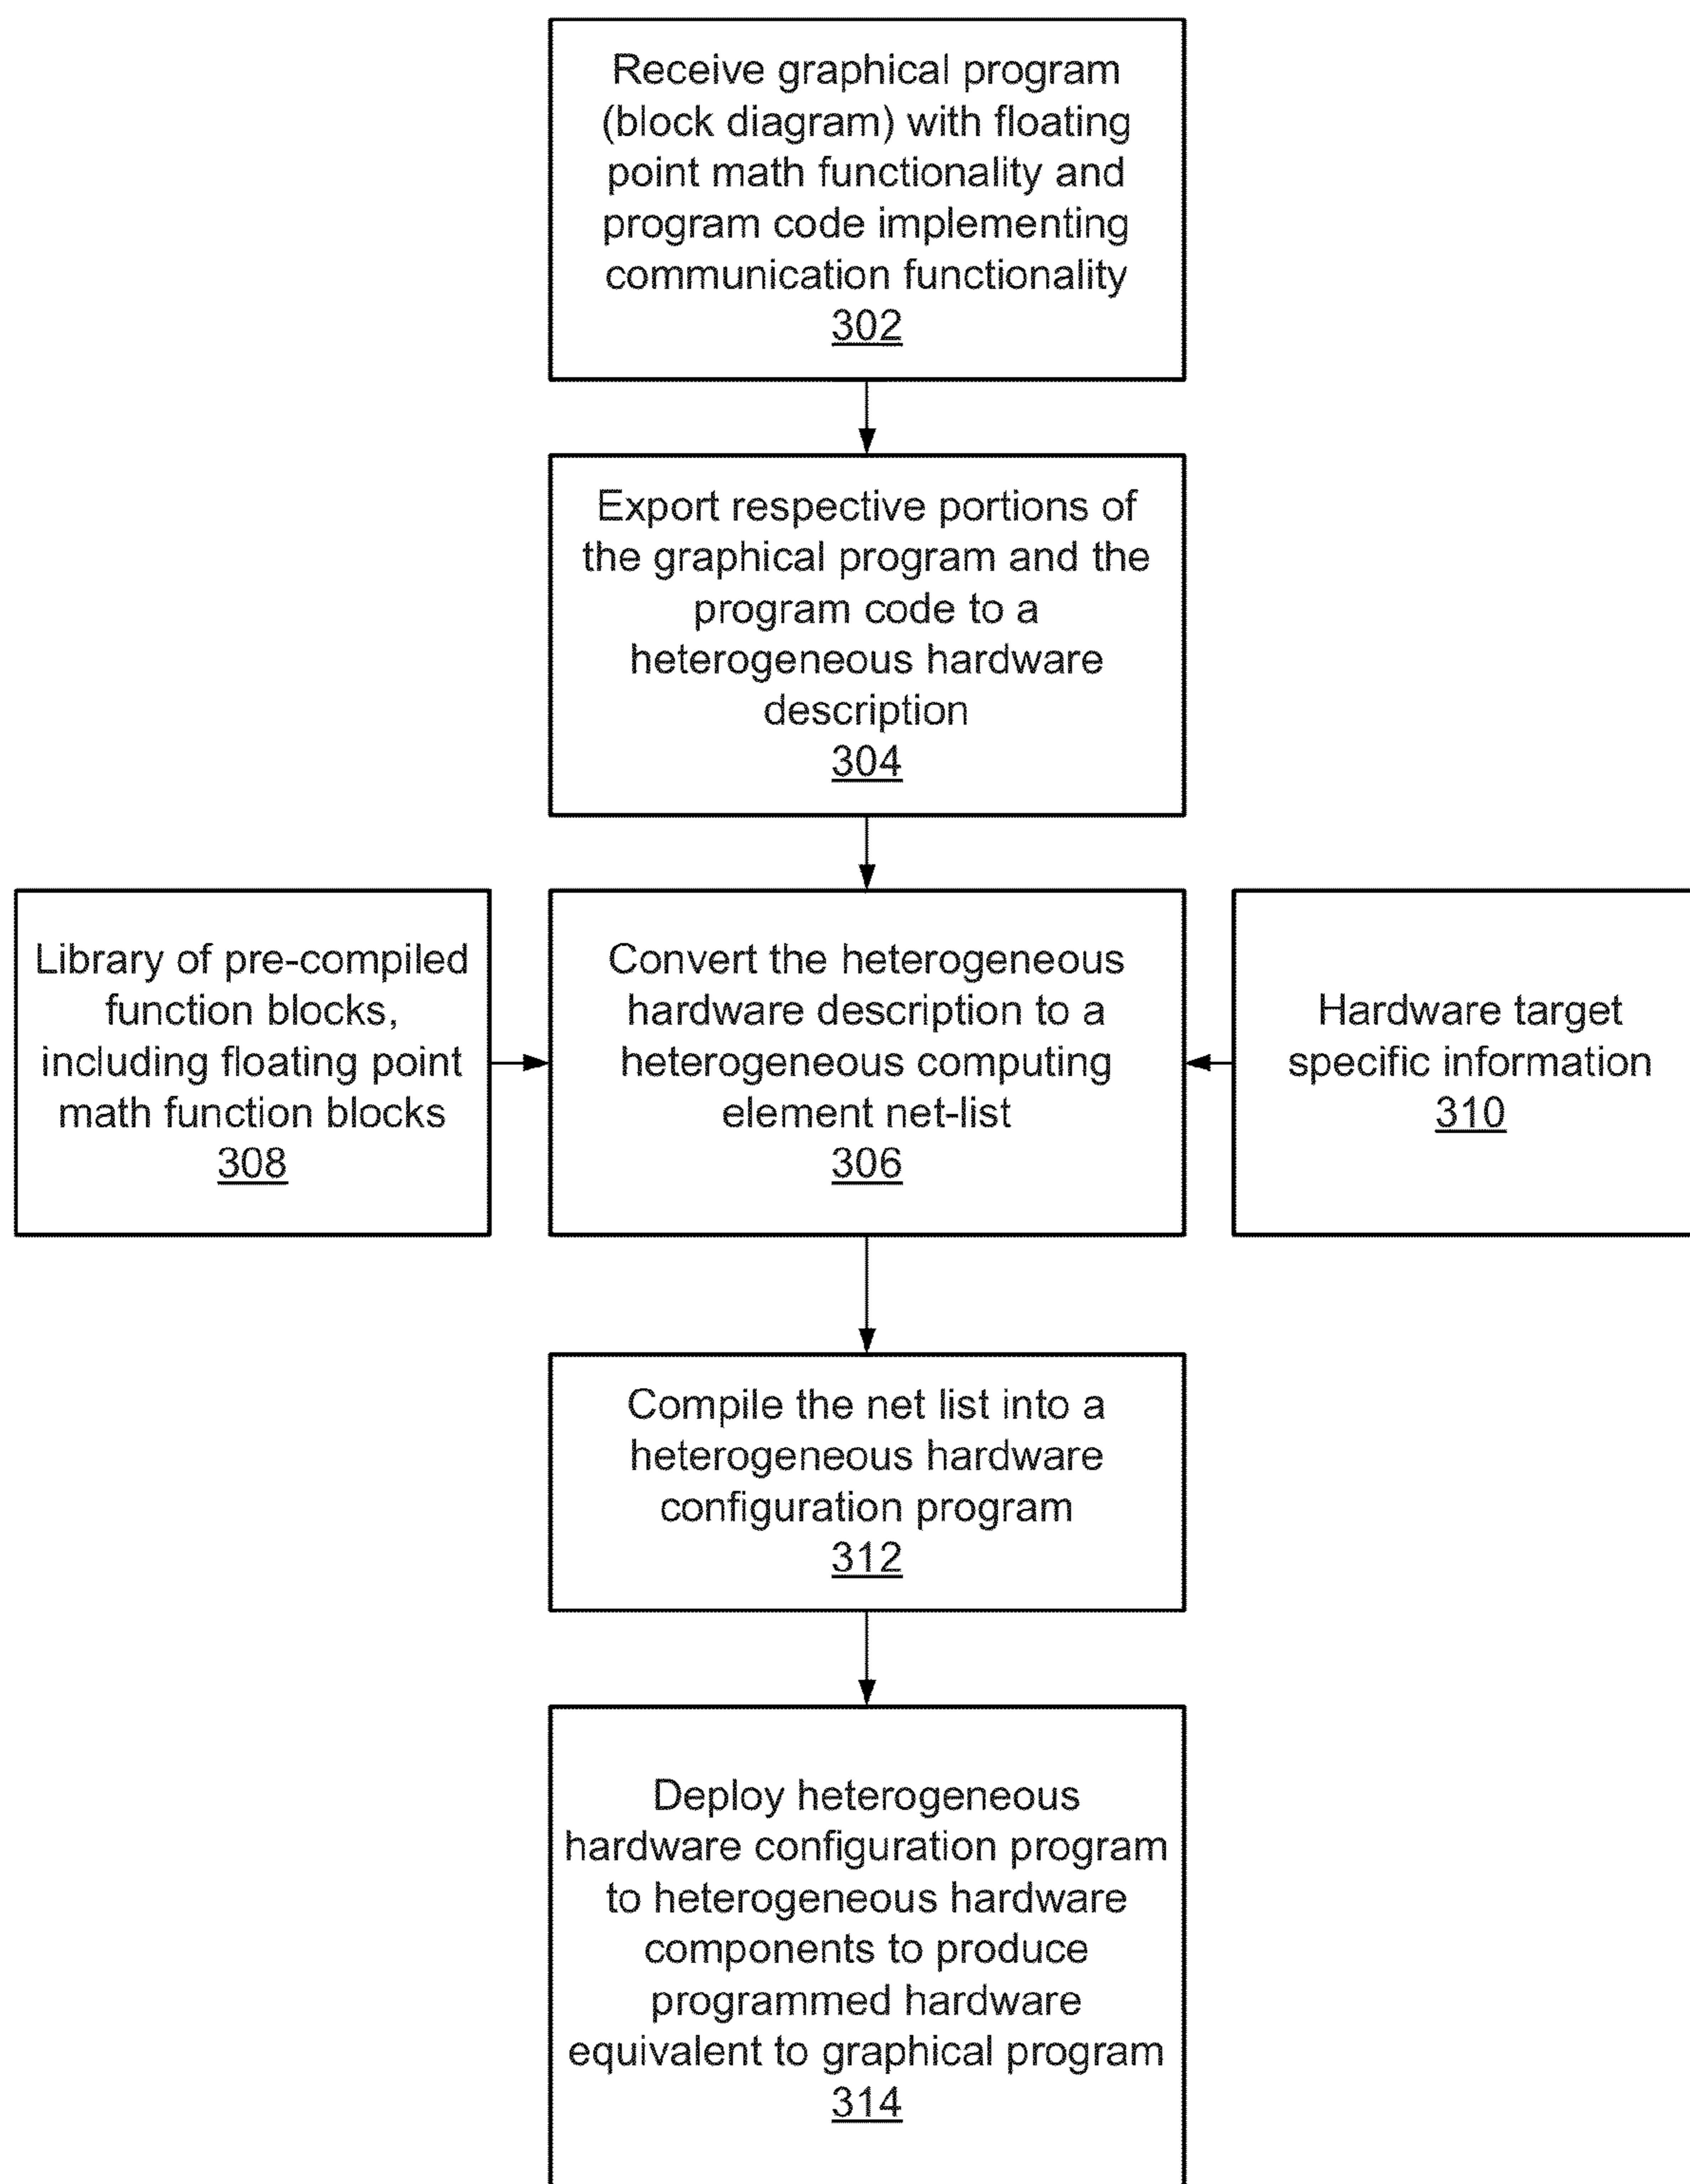 Receive graphical program
(block diagram) with floating
point math functionality and
program code implementing
communication functionality
302
Export respective portions of
the graphical program and the
program code to a
heterogeneous hardware
description
304
Library of pre-compiled
function blocks,
including floating point
math function blocks
308
Convert the heterogeneous
hardware description to a
heterogeneous computing
element net-list
306
Hardware target
specific information
310
Compile the net list into a
heterogeneous hardware
configuration program
312
Deploy heterogeneous
hardware configuration program
to heterogeneous hardware
components to produce
programmed hardware
equivalent to graphical program
314